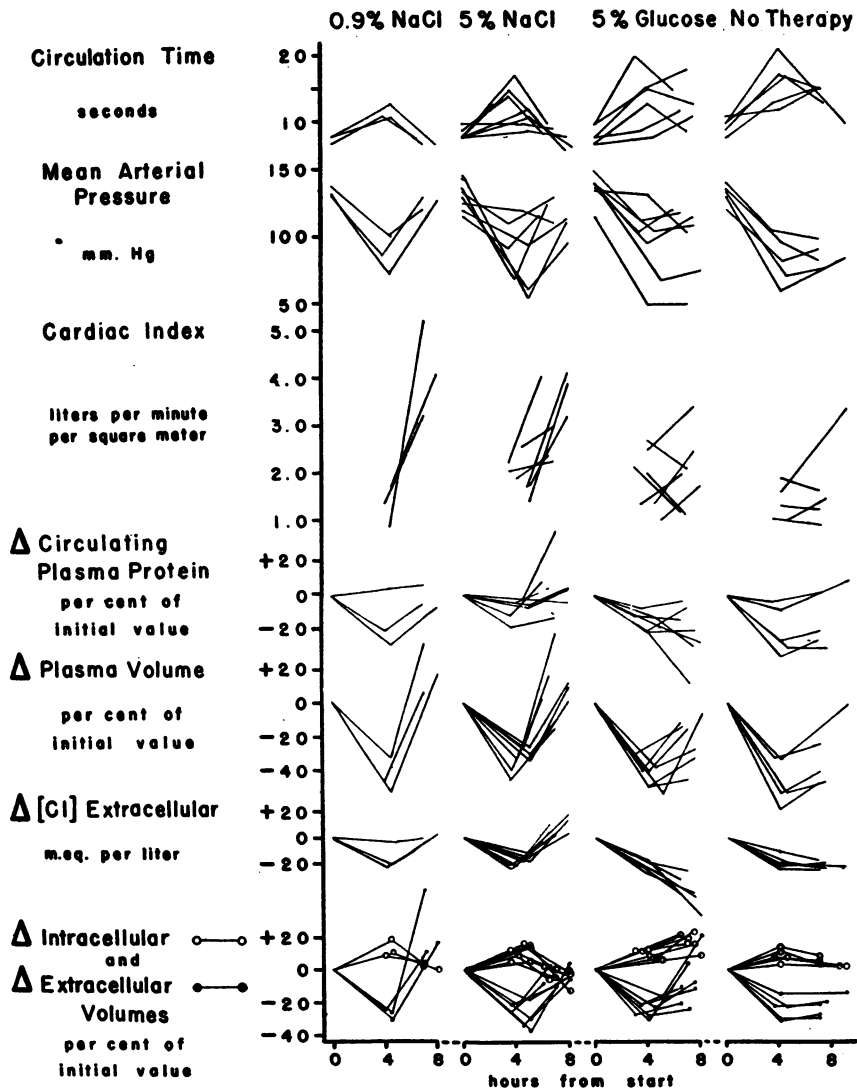 0.9% NaCl 5% NaCl 5% Glucose No Therapy
Circulation Time
seconds
20
10
Mean Arterial
Pressure
mm. Hg
150
100
50
Cardiac Index
liters per minute
per square meter
5.0
4.0
3.0
2.0
1.0
Δ Circulating
Plasma Protein
per cent of
initial value
+20
0
−20
Δ Plasma Volume
per cent of
initial value
+20
0
−20
−40
Δ [Cl] Extracellular
m.eq. per liter
+20
0
−20
Δ Intracellular
and
Δ Extracellular
Volumes
per cent of
initial value
+20
0
−20
−40
0 4 8 0 4 8 0 4 8 0 4 8
hours from start